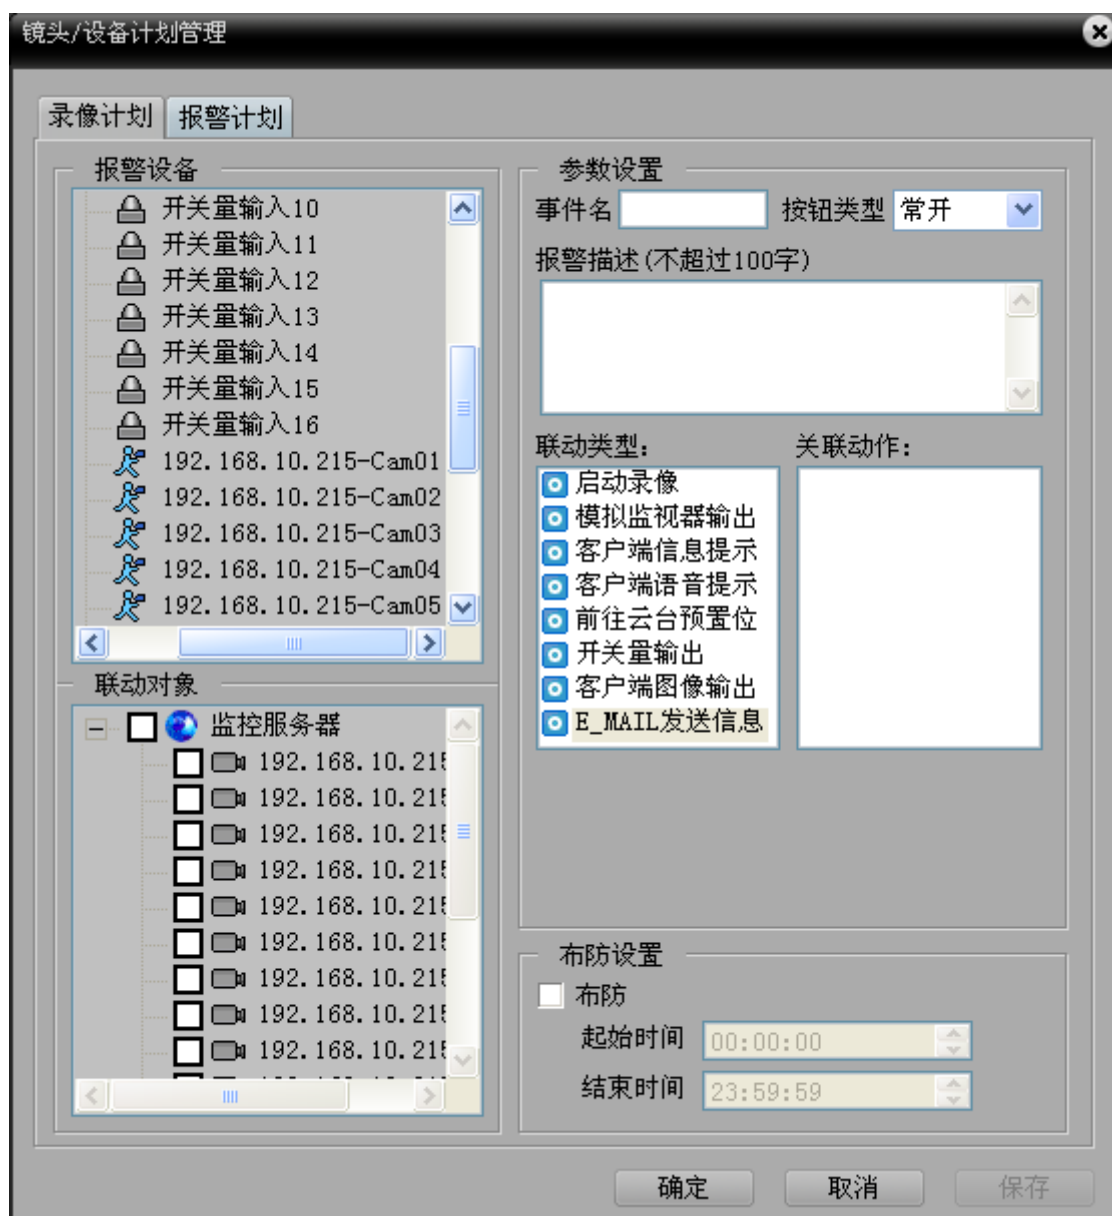 镜头/设备计划管理
录像计划 报警计划
报警设备
开关量输入10
开关量输入11
开关量输入12
开关量输入13
开关量输入14
开关量输入15
开关量输入16
192.168.10.215-Cam01
192.168.10.215-Cam02
192.168.10.215-Cam03
192.168.10.215-Cam04
192.168.10.215-Cam05
联动对象
监控服务器
192.168.10.215
192.168.10.215
192.168.10.215
192.168.10.215
192.168.10.215
192.168.10.215
192.168.10.215
192.168.10.215
192.168.10.215
参数设置
事件名 按钮类型 常开
报警描述(不超过100字)
联动类型: 关联动作:
启动录像
模拟监视器输出
客户端信息提示
客户端语音提示
前往云台预置位
开关量输出
客户端图像输出
E_MAIL发送信息
布防设置
布防
起始时间 00:00:00
结束时间 23:59:59
确定 取消 保存